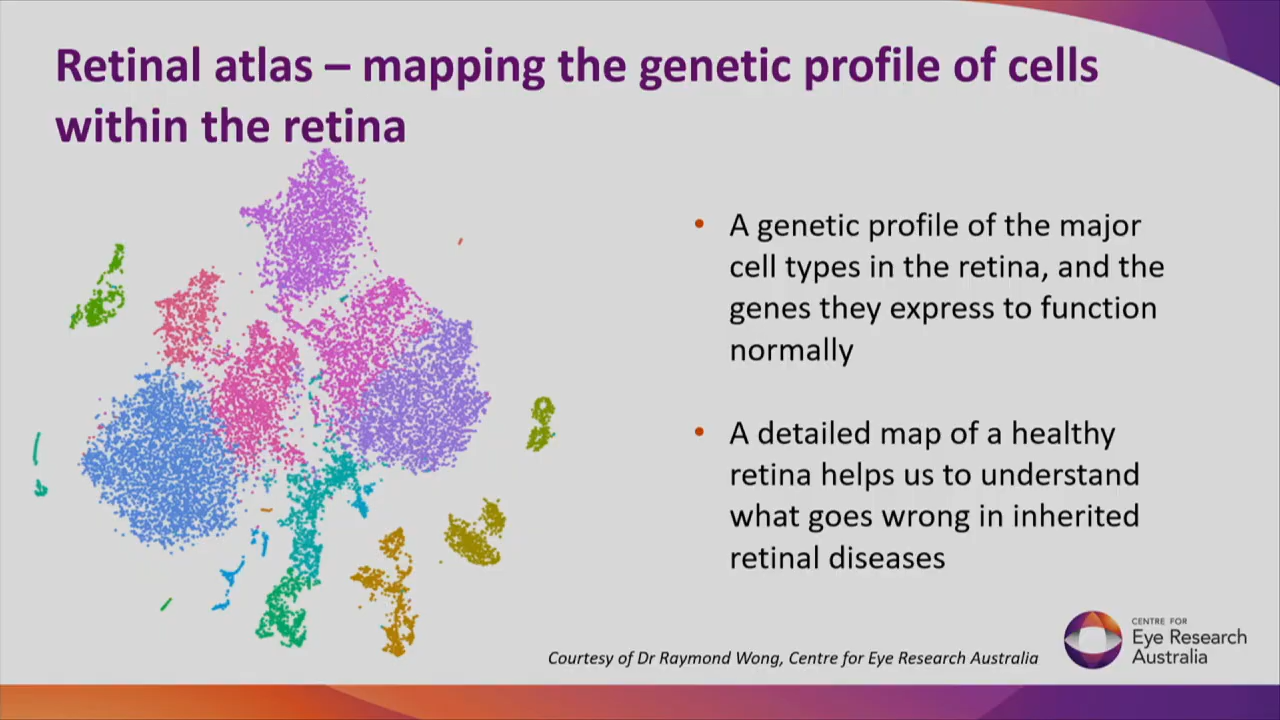 Retinal atlas – mapping the genetic profile of cells
within the retina
• A genetic profile of the major
cell types in the retina, and the
genes they express to function
normally
• A detailed map of a healthy
retina helps us to understand
what goes wrong in inherited
retinal diseases
Courtesy of Dr Raymond Wong, Centre for Eye Research Australia
CENTRE FOR
Eye Research
Australia